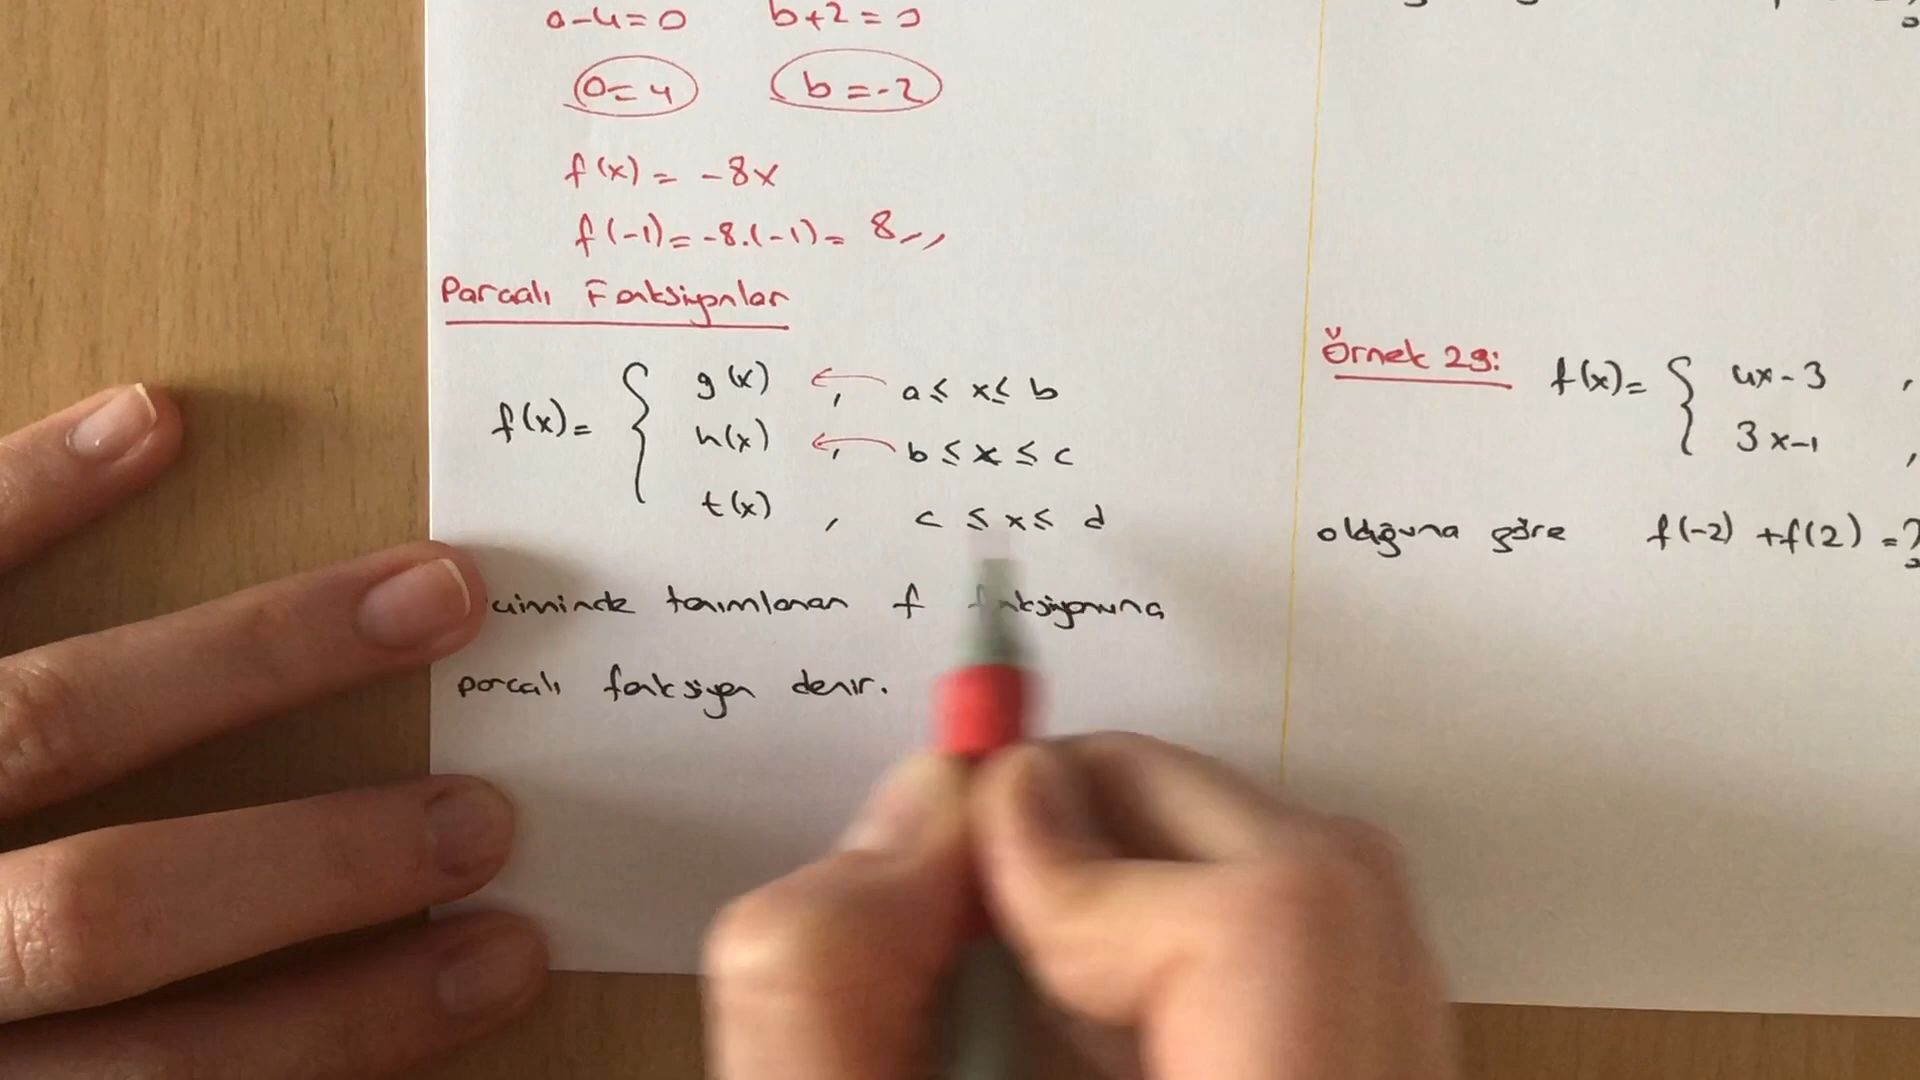 a-4=0 b+2=0
a=4 b=-2
f(x)= -8x
f(-1)=-8.(-1)= 8
Parçalı Fonksiyonlar
f(x)= { g(x) , a≤ x≤ b
h(x) , b≤x≤c
t(x) , c ≤x≤ d
tanımlanan f fonksiyonuna
parçalı fonksiyon denir.
Örnek 29: f(x)= { 4x-3 ,
3x-1 ,
olduğuna göre f(-2) +f(2) =?